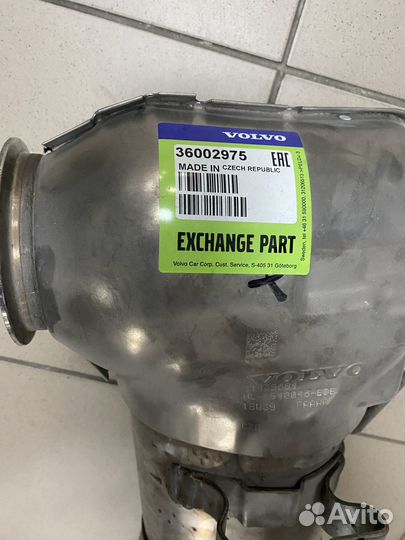 VOLVO
36002975
EAC
MADE IN CZECH REPUBLIC
EXCHANGE PART
Volvo Car Corp. Cust. Service, S-405 31 Göteborg
VOLVO
18W39
Avito